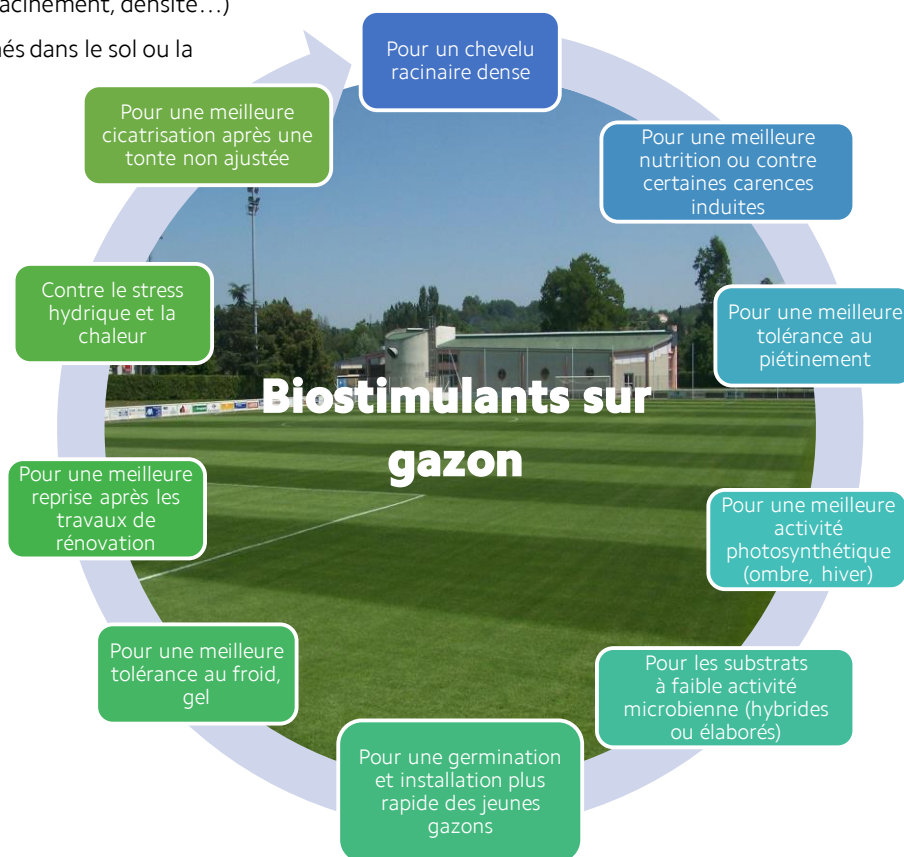 acinement, densité…)
nés dans le sol ou la
Pour un chevelu
racinaire dense
Pour une meilleure
nutrition ou contre
certaines carences
induites
Pour une meilleure
tolérance au
piétinement
Pour une meilleure
activité
photosynthétique
(ombre, hiver)
Pour les substrats
à faible activité
microbienne (hybrides
ou élaborés)
Pour une germination
et installation plus
rapide des jeunes
gazons
Pour une meilleure
tolérance au froid,
gel
Pour une meilleure
reprise après les
travaux de
rénovation
Contre le stress
hydrique et la
chaleur
Pour une meilleure
cicatrisation après une
tonte non ajustée
Biostimulants sur
gazon